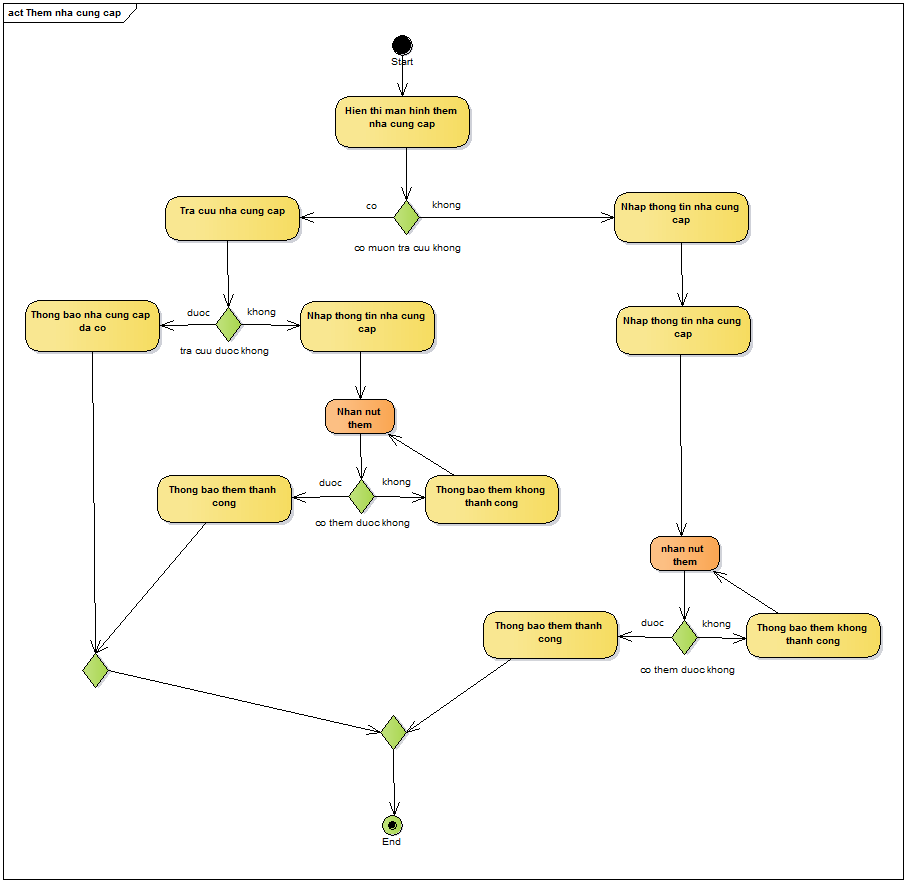 act Them nha cung cap
Start
Hien thi man hinh them
nha cung cap
co
khong
Tra cuu nha cung cap
Nhap thong tin nha cung
cap
co muon tra cuu khong
Thong bao nha cung cap
da co
duoc
khong
Nhap thong tin nha cung
cap
Nhap thong tin nha cung
cap
tra cuu duoc khong
Nhan nut
them
Thong bao them thanh
cong
duoc
khong
Thong bao them khong
thanh cong
co them duoc khong
nhan nut
them
Thong bao them thanh
cong
duoc
khong
Thong bao them khong
thanh cong
co them duoc khong
End